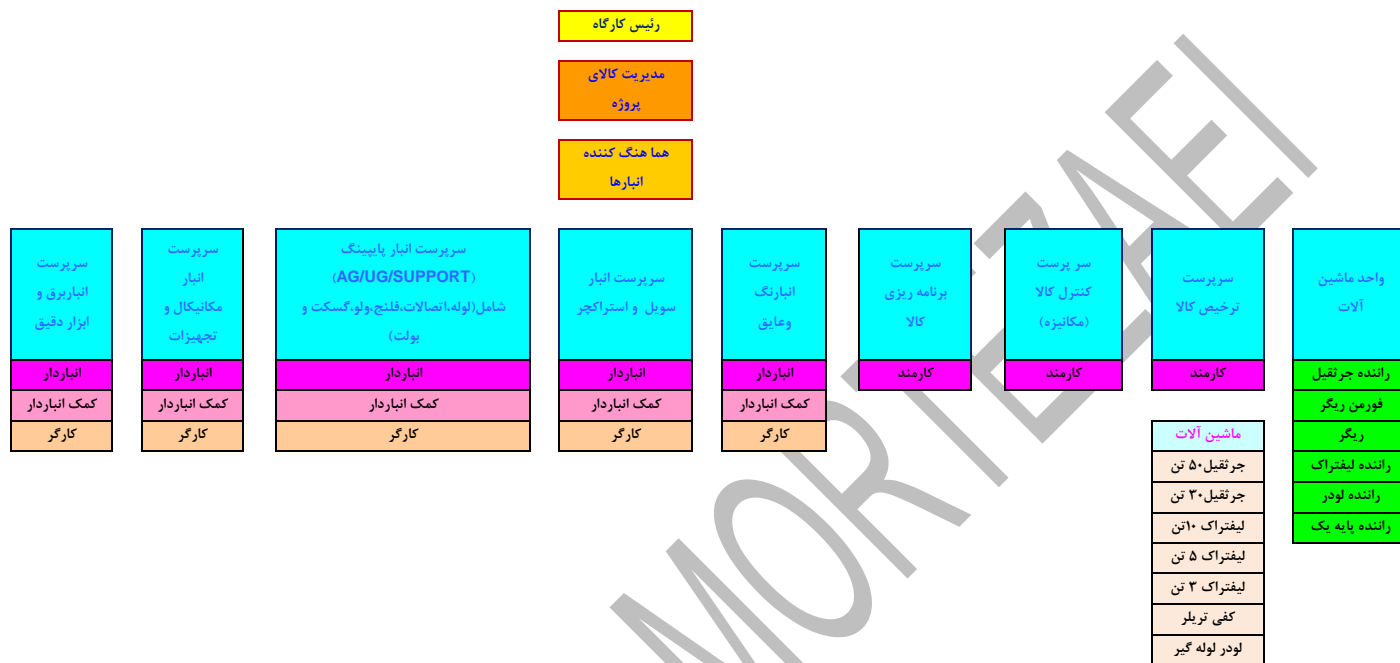 رئیس کارگاه
مدیریت کالای
پروژه
هما هنگ کننده
انبارها
واحد ماشین
آلات
راننده جرثقیل
فورمن ریگر
ریگر
راننده لیفتراک
راننده لودر
راننده پایه یک
سرپرست
ترخیص کالا
کارمند
ماشین آلات
جرثقیل۵۰ تن
جرثقیل۳۰ تن
لیفتراک ۱۰تن
لیفتراک ۵ تن
لیفتراک ۳ تن
کفی تریلر
لودر لوله گیر
سر پرست
کنترل کالا
(مکانیزه)
کارمند
سرپرست
برنامه ریزی
کالا
کارمند
سرپرست
انباررنگ
وعایق
انباردار
کمک انباردار
کارگر
سرپرست انبار
سویل و استراکچر
انباردار
کمک انباردار
کارگر
سرپرست انبار پایپینگ
(AG/UG/SUPPORT)
شامل(لوله،اتصالات،فلنج،ولو،گسکت و
بولت)
انباردار
کمک انباردار
کارگر
سرپرست
انبار
مکانیکال و
تجهیزات
انباردار
کمک انباردار
کارگر
سرپرست
انباربرق و
ابزار دقیق
انباردار
کمک انباردار
کارگر
MORTEZAEI